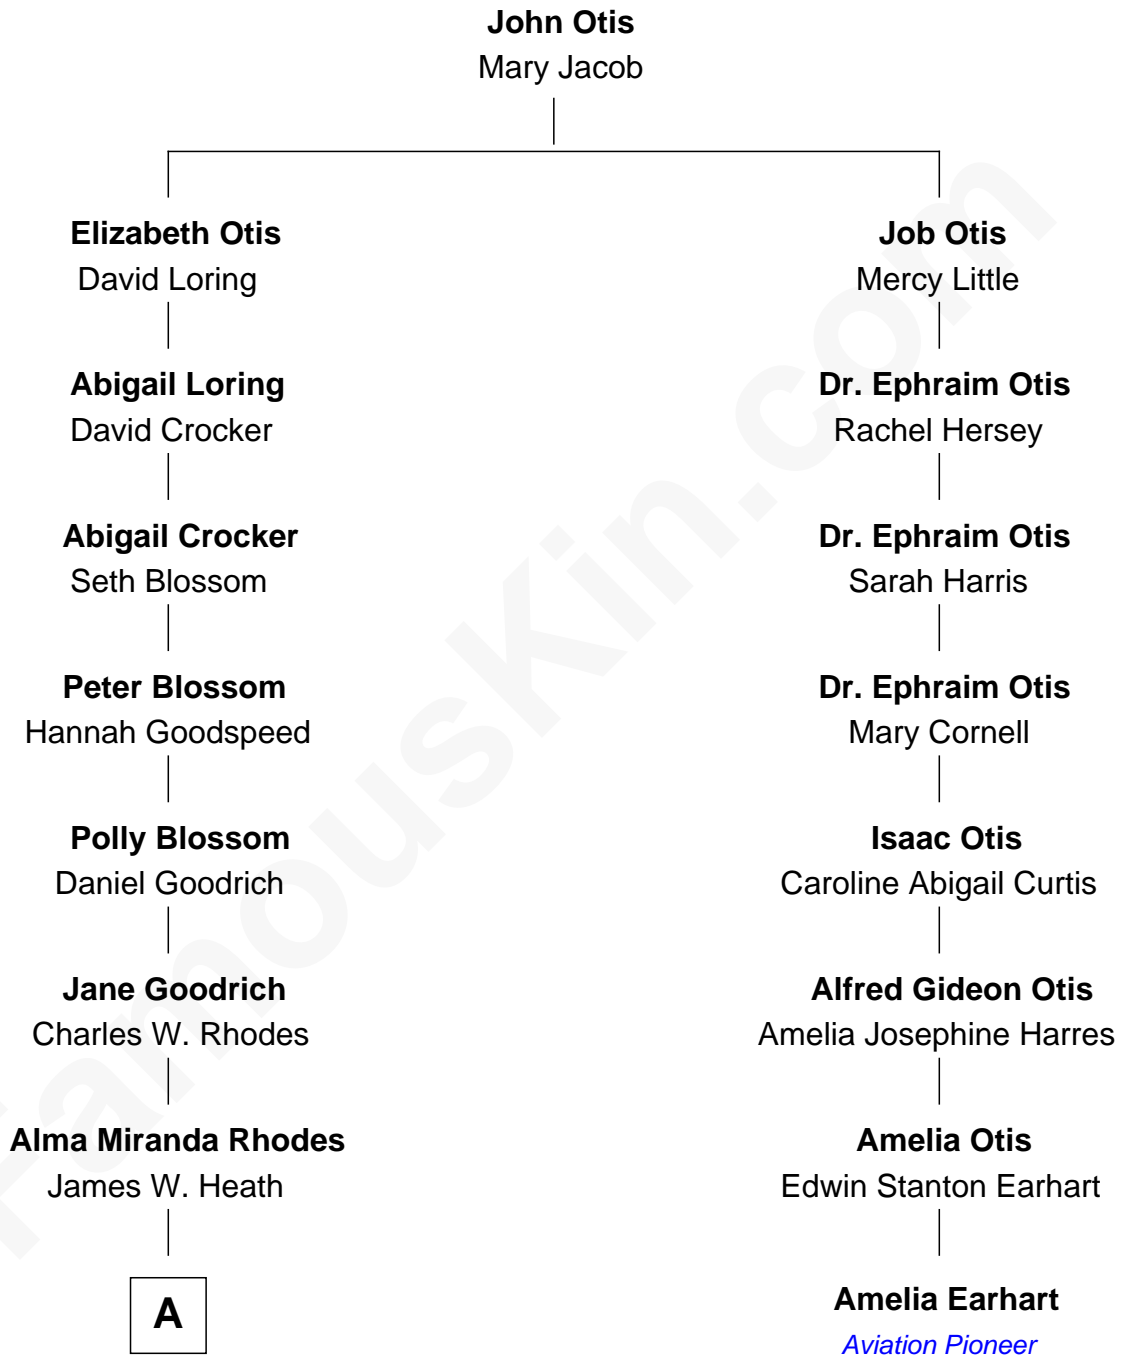 John Otis
Mary Jacob
Elizabeth Otis
David Loring
Abigail Loring
David Crocker
Abigail Crocker
Seth Blossom
Peter Blossom
Hannah Goodspeed
Polly Blossom
Daniel Goodrich
Jane Goodrich
Charles W. Rhodes
Alma Miranda Rhodes
James W. Heath
A
Job Otis
Mercy Little
Dr. Ephraim Otis
Rachel Hersey
Dr. Ephraim Otis
Sarah Harris
Dr. Ephraim Otis
Mary Cornell
Isaac Otis
Caroline Abigail Curtis
Alfred Gideon Otis
Amelia Josephine Harres
Amelia Otis
Edwin Stanton Earhart
Amelia Earhart
Aviation Pioneer
FamousKin.com